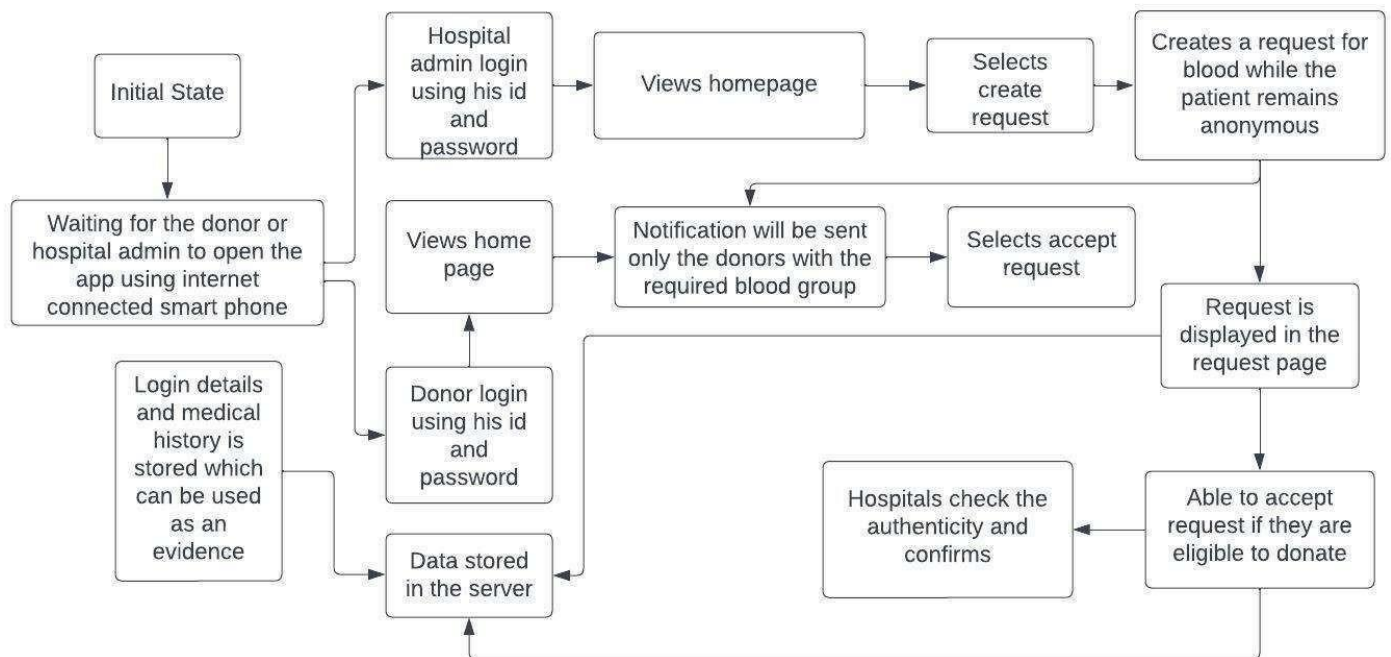 Initial State
Hospital
admin login
using his id
and
password
Views homepage
Selects
create
request
Creates a request for
blood while the
patient remains
anonymous
Waiting for the donor or
hospital admin to open the
app using internet
connected smart phone
Views home
page
Notification will be sent
only the donors with the
required blood group
Selects accept
request
Request is
displayed in the
request page
Login details
and medical
history is
stored which
can be used
as an
evidence
Donor login
using his id
and
password
Hospitals check the
authenticity and
confirms
Able to accept
request if they are
eligible to donate
Data stored
in the server